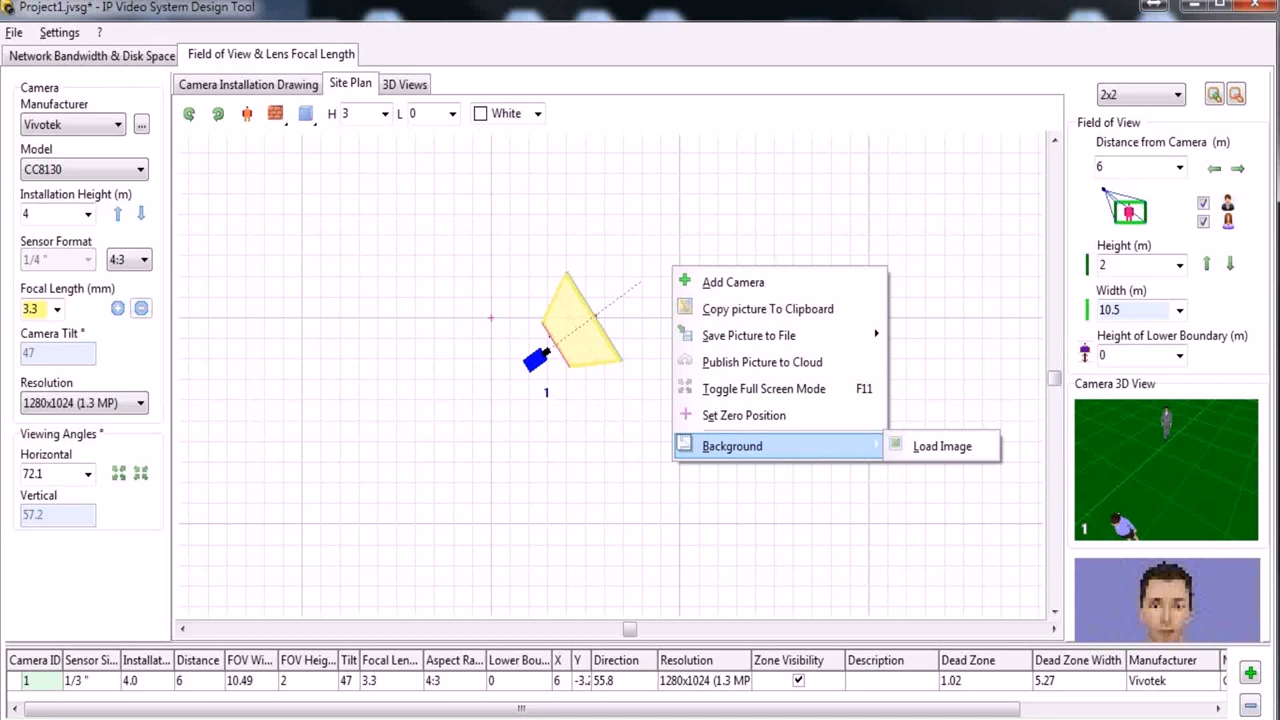 Project1.jvsg* - IP Video System Design Tool
File Settings ?
Network Bandwidth & Disk Space Field of View & Lens Focal Length
Camera Installation Drawing Site Plan 3D Views
H 3 L 0 White
Camera
Manufacturer
Vivotek ...
Model
CC8130
Installation Height (m)
4
Sensor Format
1/4 " 4:3
Focal Length (mm)
3.3
Camera Tilt °
47
Resolution
1280x1024 (1.3 MP)
Viewing Angles °
Horizontal
72.1
Vertical
57.2
1
Add Camera
Copy picture To Clipboard
Save Picture to File
Publish Picture to Cloud
Toggle Full Screen Mode F11
Set Zero Position
Background
Load Image
2x2
Field of View
Distance from Camera (m)
6
Height (m)
2
Width (m)
10.5
Height of Lower Boundary (m)
0
Camera 3D View
1
Camera ID Sensor Si... Installat... Distance FOV Wi... FOV Heig... Tilt Focal Len... Aspect Ra... Lower Bou... X Y Direction Resolution Zone Visibility Description Dead Zone Dead Zone Width Manufacturer
1 1/3 " 4.0 6 10.49 2 47 3.3 4:3 0 6 -3.2 55.8 1280x1024 (1.3 MP 1.02 5.27 Vivotek